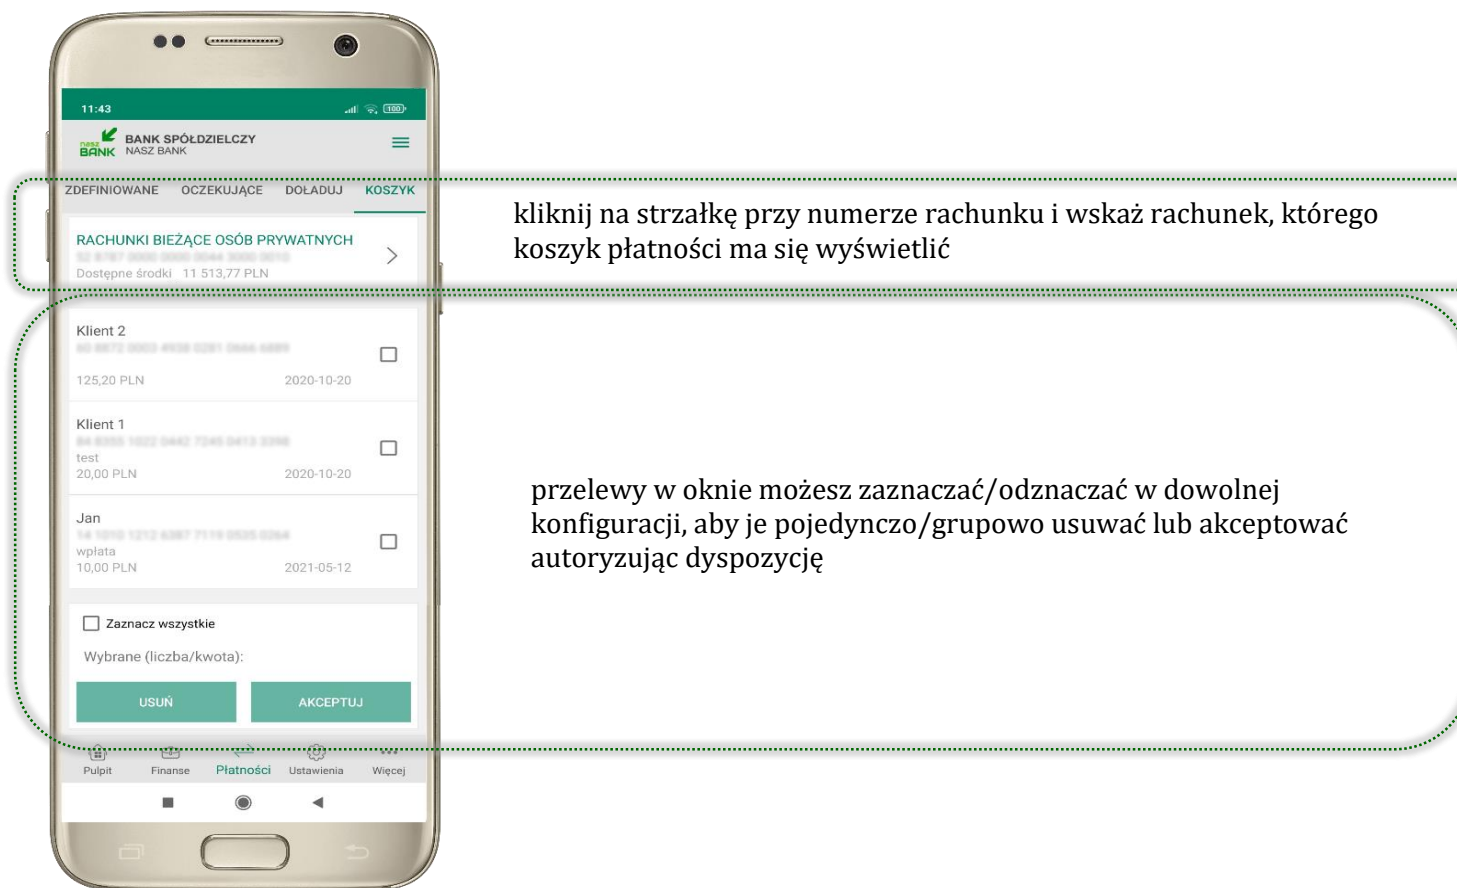 11:43
100
nasz BANK
BANK SPÓŁDZIELCZY
NASZ BANK
ZDEFINIOWANE OCZEKUJĄCE DOŁADUJ KOSZYK
RACHUNKI BIEŻĄCE OSÓB PRYWATNYCH
Dostępne środki 11 513,77 PLN
kliknij na strzałkę przy numerze rachunku i wskaż rachunek, którego
koszyk płatności ma się wyświetlić
Klient 2
125,20 PLN 2020-10-20
Klient 1
test
20,00 PLN 2020-10-20
Jan
wpłata
10,00 PLN 2021-05-12
przelewy w oknie możesz zaznaczać/odznaczać w dowolnej
konfiguracji, aby je pojedynczo/grupowo usuwać lub akceptować
autoryzując dyspozycję
Zaznacz wszystkie
Wybrane (liczba/kwota):
USUŃ AKCEPTUJ
Pulpit Finanse Płatności Ustawienia Więcej